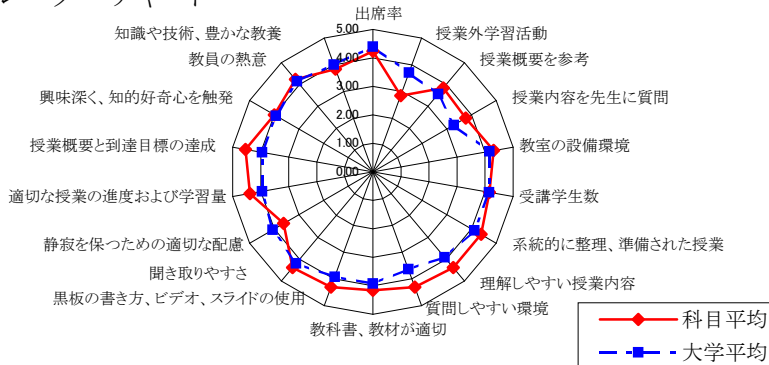 出席率
授業外学習活動
授業概要を参考
授業内容を先生に質問
教室の設備環境
受講学生数
系統的に整理、準備された授業
理解しやすい授業内容
質問しやすい環境
教科書、教材が適切
黒板の書き方、ビデオ、スライドの使用
聞き取りやすさ
静寂を保つための適切な配慮
適切な授業の進度および学習量
授業概要と到達目標の達成
興味深く、知的好奇心を触発
教員の熱意
知識や技術、豊かな教養
5.00
4.00
3.00
2.00
1.00
0.00
科目平均
大学平均